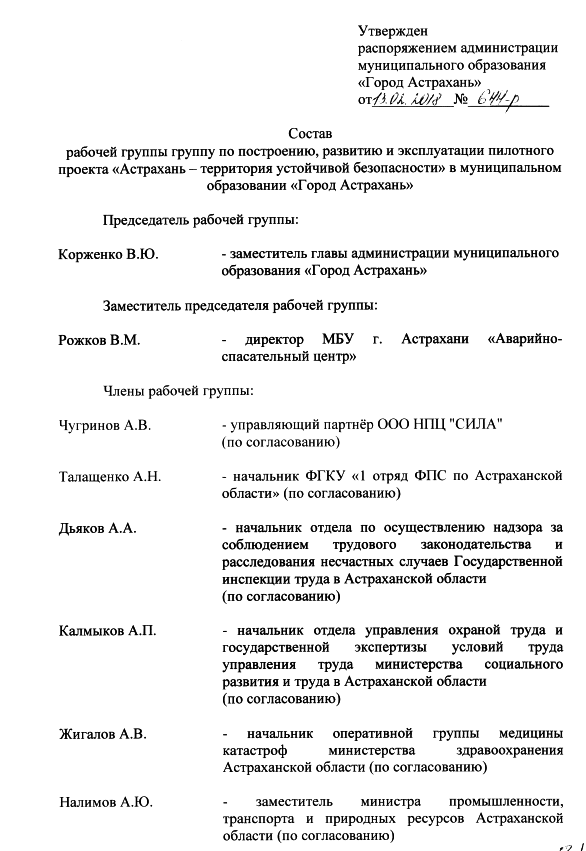 Утвержден
распоряжением администрации
муниципального образования
«Город Астрахань»
от 13.02.2018 № 644-р
Состав
рабочей группы группу по построению, развитию и эксплуатации пилотного
проекта «Астрахань – территория устойчивой безопасности» в муниципальном
образовании «Город Астрахань»
Председатель рабочей группы:
Корженко В.Ю. - заместитель главы администрации муниципального
образования «Город Астрахань»
Заместитель председателя рабочей группы:
Рожков В.М. - директор МБУ г. Астрахани «Аварийно-
спасательный центр»
Члены рабочей группы:
Чугринов А.В. - управляющий партнёр ООО НПЦ "СИЛА"
(по согласованию)
Талащенко А.Н. - начальник ФГКУ «1 отряд ФПС по Астраханской
области» (по согласованию)
Дьяков А.А. - начальник отдела по осуществлению надзора за
соблюдением трудового законодательства и
расследования несчастных случаев Государственной
инспекции труда в Астраханской области
(по согласованию)
Калмыков А.П. - начальник отдела управления охраной труда и
государственной экспертизы условий труда
управления труда министерства социального
развития и труда в Астраханской области
(по согласованию)
Жигалов А.В. - начальник оперативной группы медицины
катастроф министерства здравоохранения
Астраханской области (по согласованию)
Налимов А.Ю. - заместитель министра промышленности,
транспорта и природных ресурсов Астраханской
области (по согласованию)